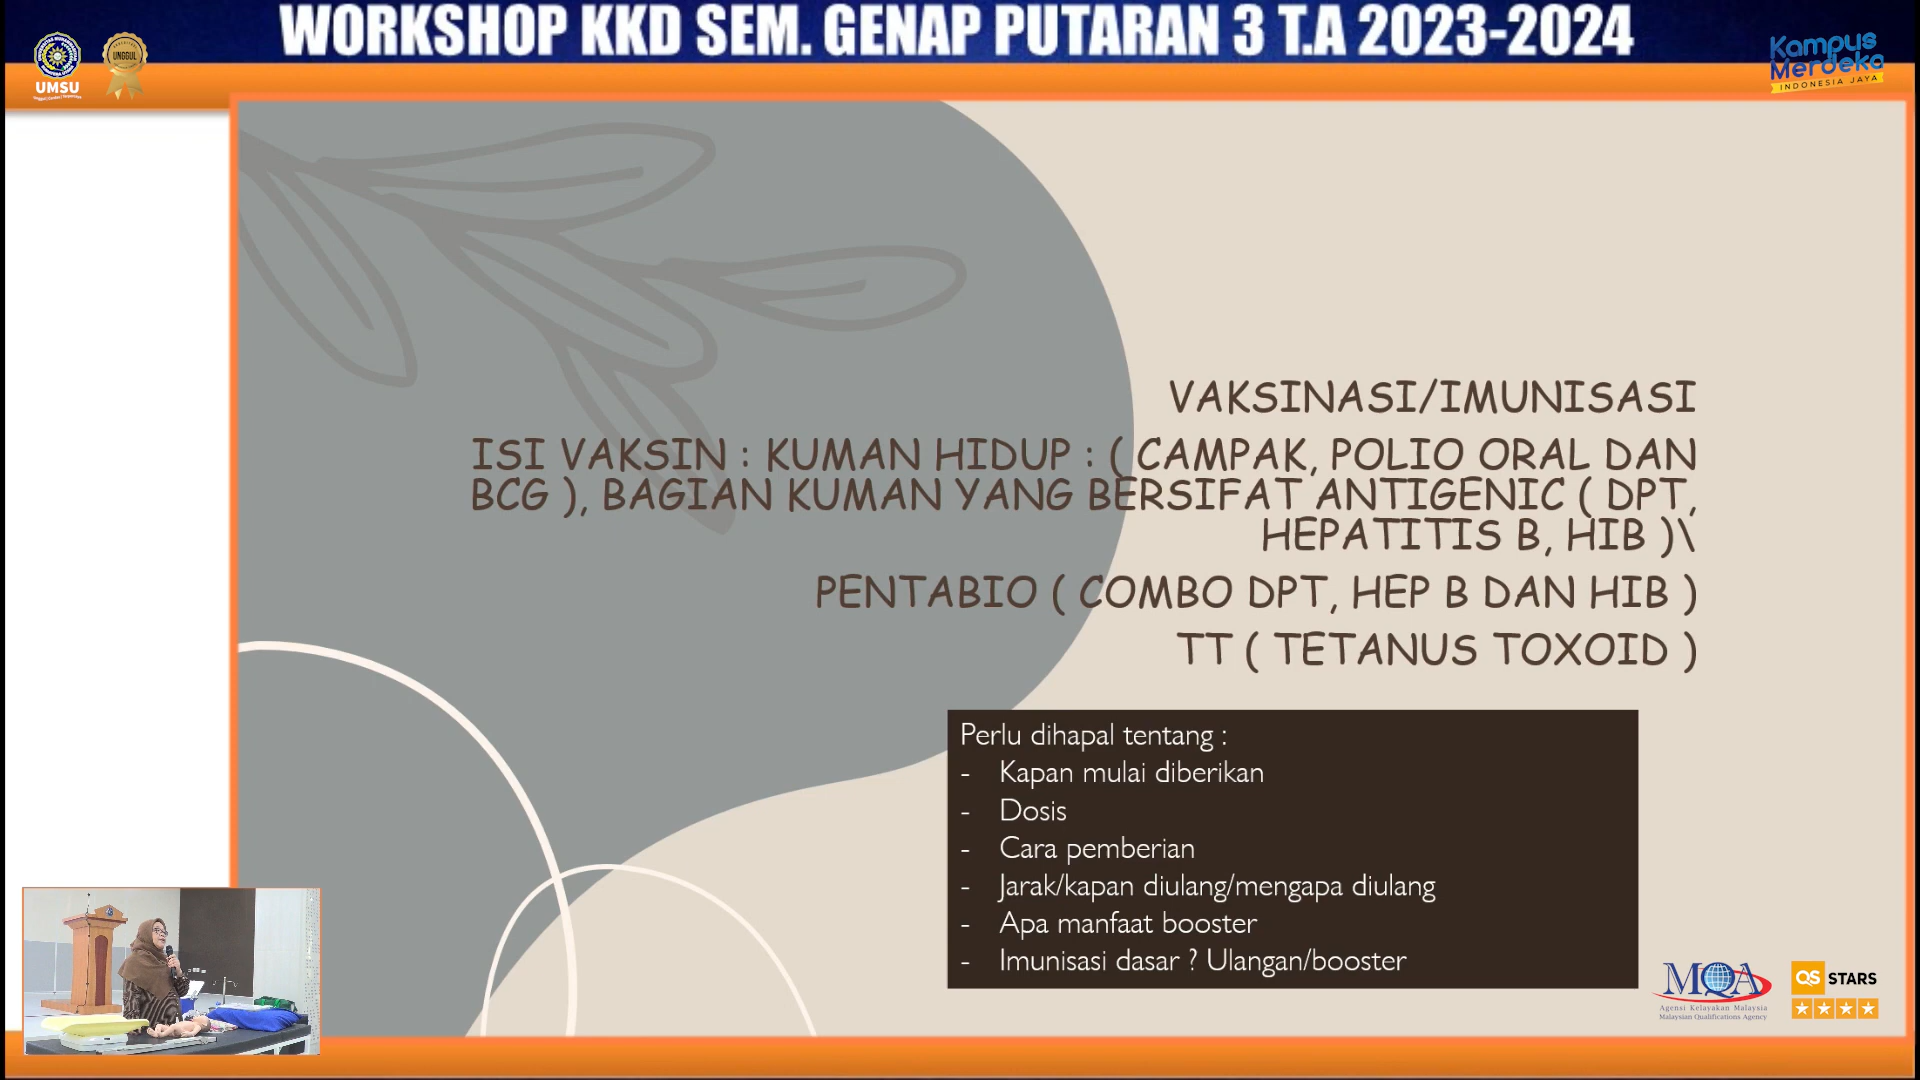 WORKSHOP KKD SEM. GENAP PUTARAN 3 T.A 2023-2024
UMSU
UNGGUL
Kampus
Merdeka
INDONESIA JAYA
VAKSINASI/IMUNISASI
ISI VAKSIN : KUMAN HIDUP : ( CAMPAK, POLIO ORAL DAN
BCG ), BAGIAN KUMAN YANG BERSIFAT ANTIGENIC ( DPT,
HEPATITIS B, HIB )\
PENTABIO ( COMBO DPT, HEP B DAN HIB )
TT ( TETANUS TOXOID )
Perlu dihapal tentang :
- Kapan mulai diberikan
- Dosis
- Cara pemberian
- Jarak/kapan diulang/mengapa diulang
- Apa manfaat booster
- Imunisasi dasar ? Ulangan/booster
MQA
Agensi Kelayakan Malaysia
Malaysian Qualifications Agency
QS STARS